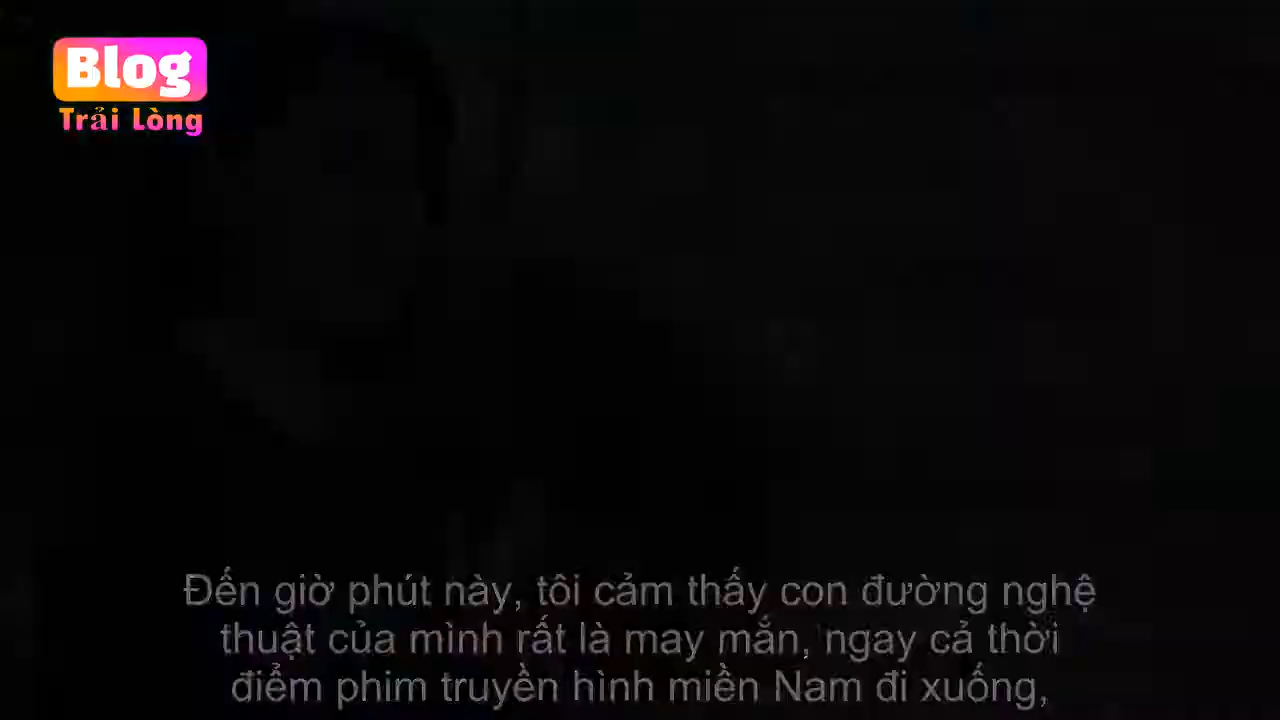 Blog
Trải Lòng
Đến giờ phút này, tôi cảm thấy con đường nghệ
thuật của mình rất là may mắn, ngay cả thời
điểm phim truyền hình miền Nam đi xuống,